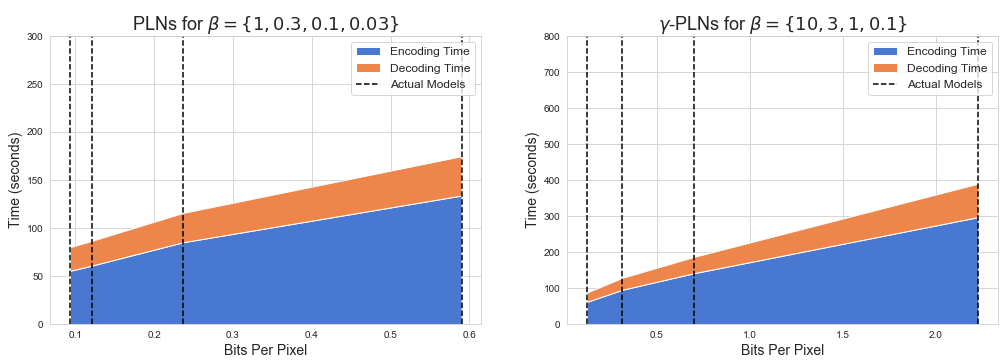 PLNs for β = {1, 0.3, 0.1, 0.03}
300
250
200
150
100
50
0
Time (seconds)
Encoding Time
Decoding Time
Actual Models
0.1 0.2 0.3 0.4 0.5 0.6
Bits Per Pixel
γ-PLNs for β = {10, 3, 1, 0.1}
800
700
600
500
400
300
200
100
0
Time (seconds)
Encoding Time
Decoding Time
Actual Models
0.5 1.0 1.5 2.0
Bits Per Pixel